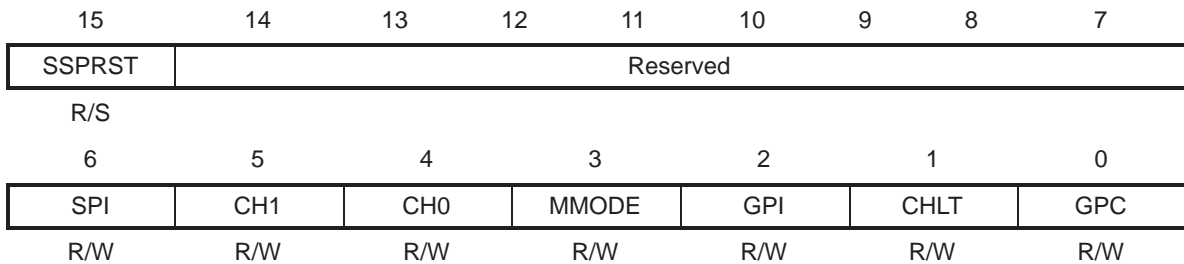 15 14 13 12 11 10 9 8 7
SSPRST Reserved
R/S
6 5 4 3 2 1 0
SPI CH1 CH0 MMODE GPI CHLT GPC
R/W R/W R/W R/W R/W R/W R/W